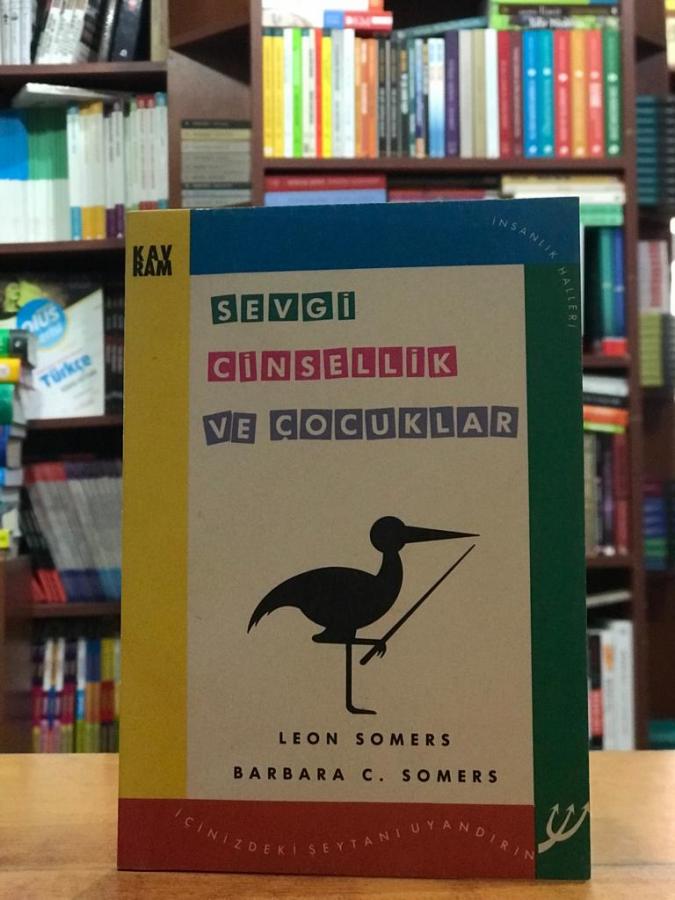 KAV
RAM
İNSANLIK HALLERİ
SEVGİ
CİNSELLİK
VE ÇOCUKLAR
LEON SOMERS
BARBARA C. SOMERS
İÇİNİZDEKİ ŞEYTANI UYANDIRIN
Türkçe